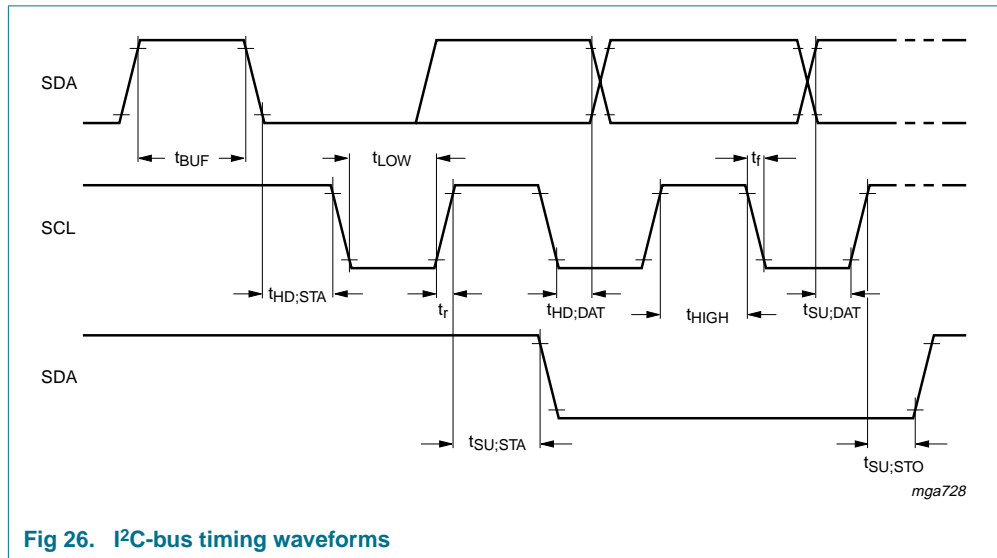 SDA
tBUF
tLOW
tf
SCL
tHD;STA
tr
tHD;DAT
tHIGH
tSU;DAT
SDA
tSU;STA
tSU;STO
mga728
Fig 26. I²C-bus timing waveforms